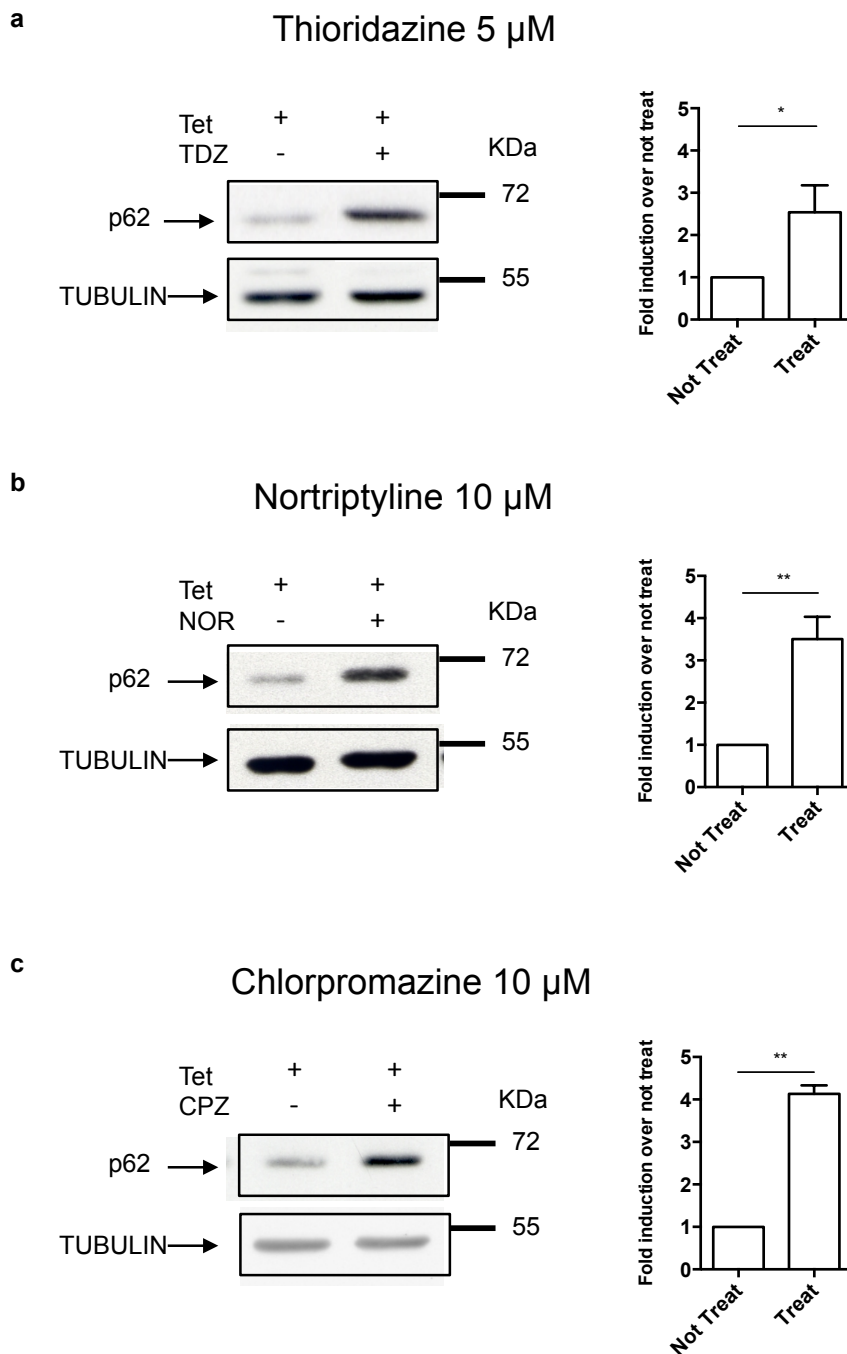 a
Thioridazine 5 µM
Tet + +
TDZ - + KDa
72
p62
55
TUBULIN
Fold induction over not treat
5
4
3
2
1
0
*
Not Treat Treat
b
Nortriptyline 10 µM
Tet + +
NOR - + KDa
72
p62
55
TUBULIN
Fold induction over not treat
5
4
3
2
1
0
**
Not Treat Treat
c
Chlorpromazine 10 µM
Tet + +
CPZ - + KDa
72
p62
55
TUBULIN
Fold induction over not treat
5
4
3
2
1
0
**
Not Treat Treat